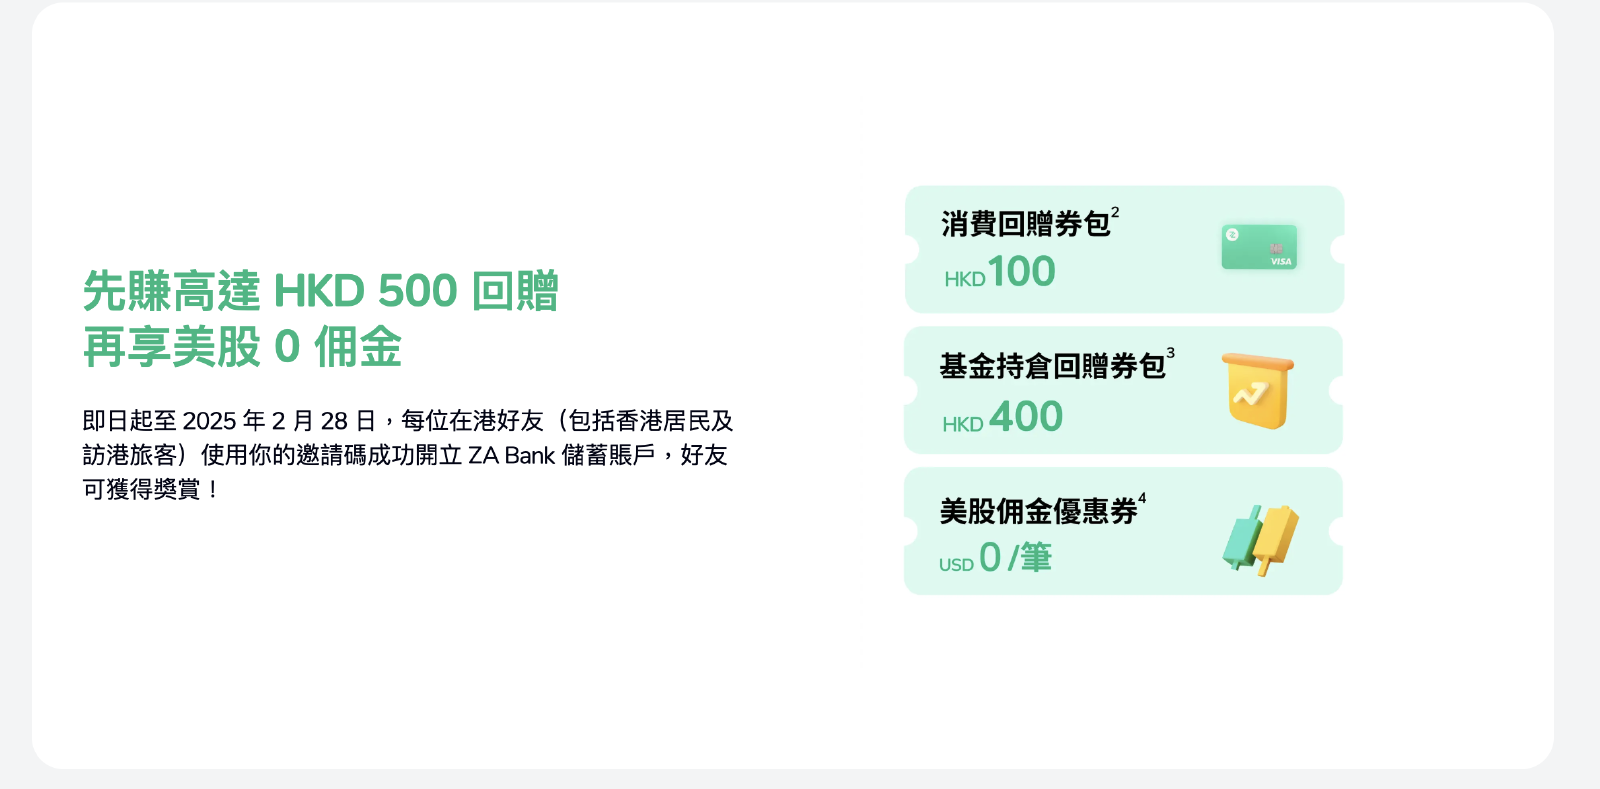 先賺高達 HKD 500 回贈
再享美股 0 佣金
即日起至 2025 年 2 月 28 日，每位在港好友（包括香港居民及
訪港旅客）使用你的邀請碼成功開立 ZA Bank 儲蓄賬戶，好友
可獲得獎賞！
消費回贈券包2
HKD100
VISA
基金持倉回贈券包3
HKD 400
美股佣金優惠券4
USD 0 /筆